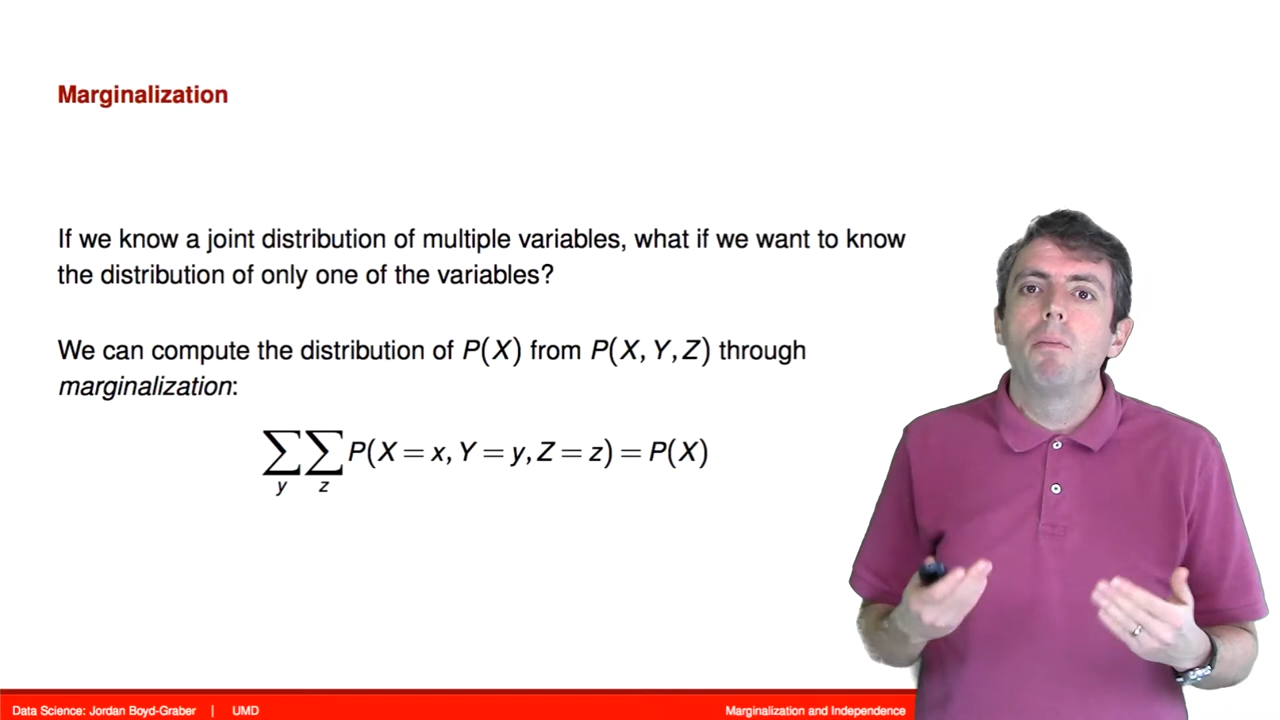 Marginalization
If we know a joint distribution of multiple variables, what if we want to know
the distribution of only one of the variables?
We can compute the distribution of P(X) from P(X, Y, Z) through
marginalization:
∑∑P(X = x, Y = y, Z = z) = P(X)
y z
Data Science: Jordan Boyd-Graber | UMD
Marginalization and Independence